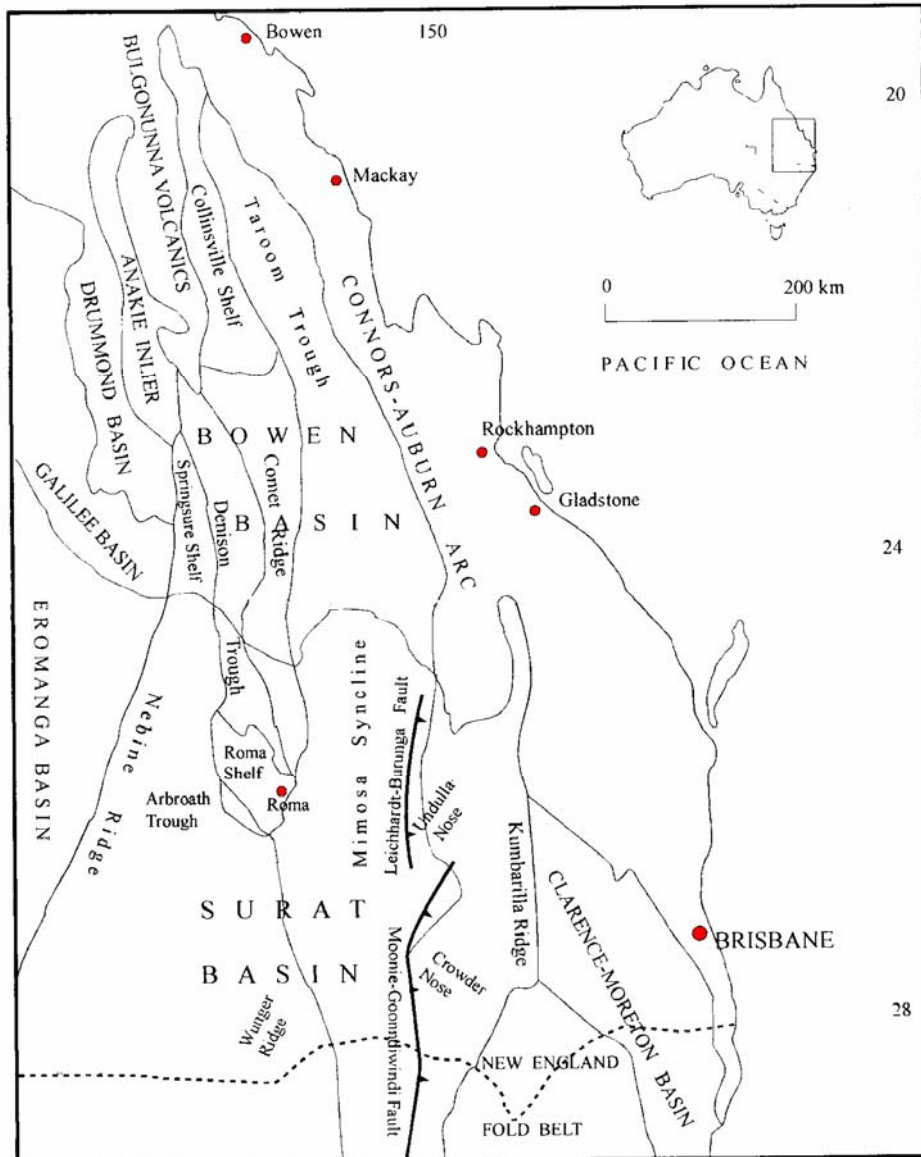 Bowen
150
20
BULGONUNNA VOLCANICS
Mackay
Collinsville Shelf
Taroom Trough
ANAKIE INLIER
DRUMMOND BASIN
CONNORS-AUBURN ARC
0 200 km
PACIFIC OCEAN
Rockhampton
BOWEN
BASIN
Gladstone
GALILEE BASIN
Springsure Shelf
Denison
Trough
Comet
Ridge
24
EROMANGA BASIN
Nebine Ridge
Mimosa Syncline
Leichhardt-Burunga Fault
Undulla
Nose
Roma
Shelf
Roma
Arbroath
Trough
Kumbarilla Ridge
CLARENCE-MORETON BASIN
BRISBANE
SURAT
BASIN
Moonie-Goonndiwindi Fault
Crowder
Nose
Wunger
Ridge
28
NEW ENGLAND
FOLD BELT